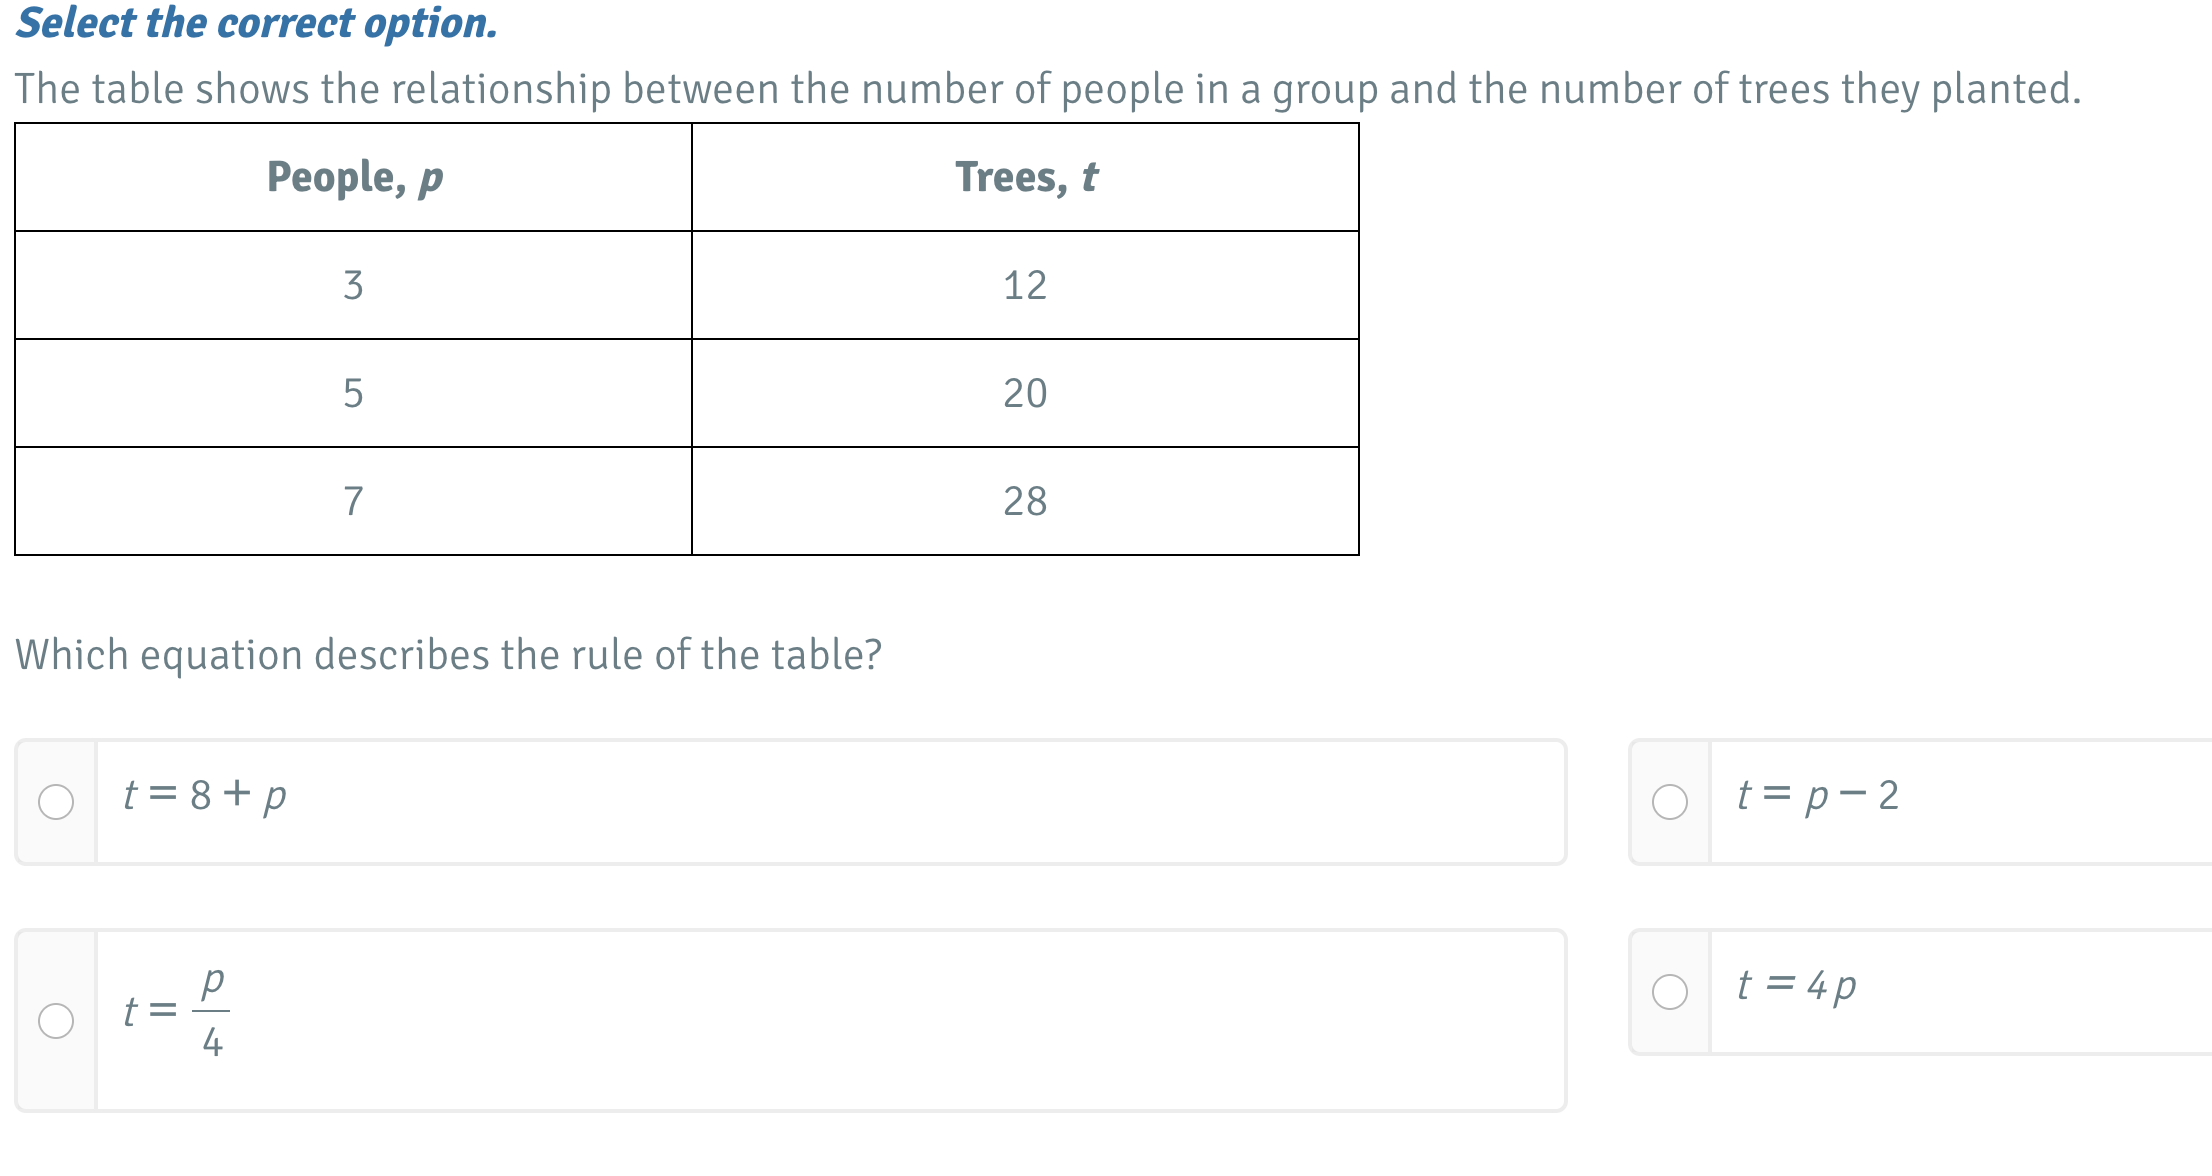 Select the correct option.
The table shows the relationship between the number of people in a group and the number of trees they planted.
People, p Trees, t
3 12
5 20
7 28
Which equation describes the rule of the table?
t = 8 + p t = p − 2
t = p/4 t = 4p